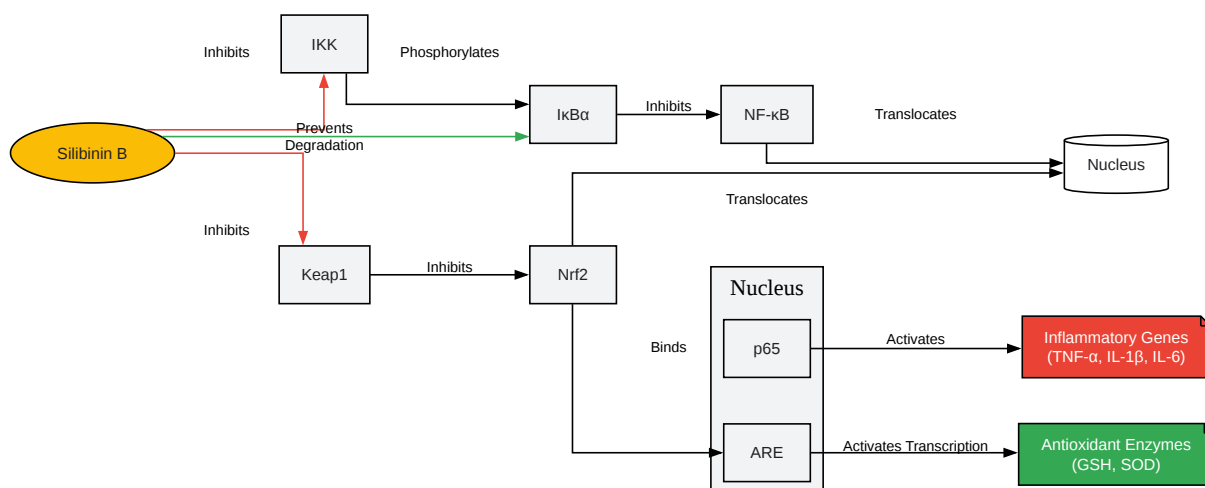 IKK
Inhibits
Phosphorylates
IκBα
Inhibits
NF-κB
Translocates
Prevents
Degradation
Silibinin B
Nucleus
Translocates
Inhibits
Keap1
Inhibits
Nrf2
Nucleus
Binds
p65
Activates
Inflammatory Genes
(TNF-α, IL-1β, IL-6)
ARE
Activates Transcription
Antioxidant Enzymes
(GSH, SOD)